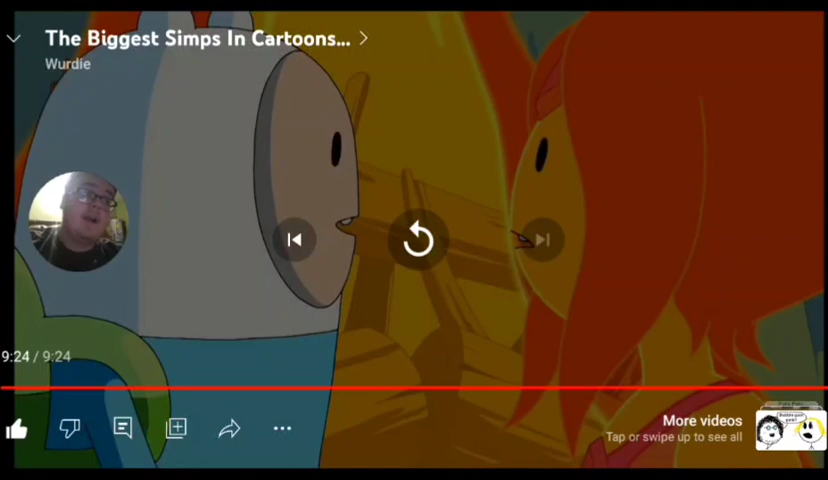 The Biggest Simps In Cartoons...
Wurdie
9:24 / 9:24
More videos
Tap or swipe up to see all